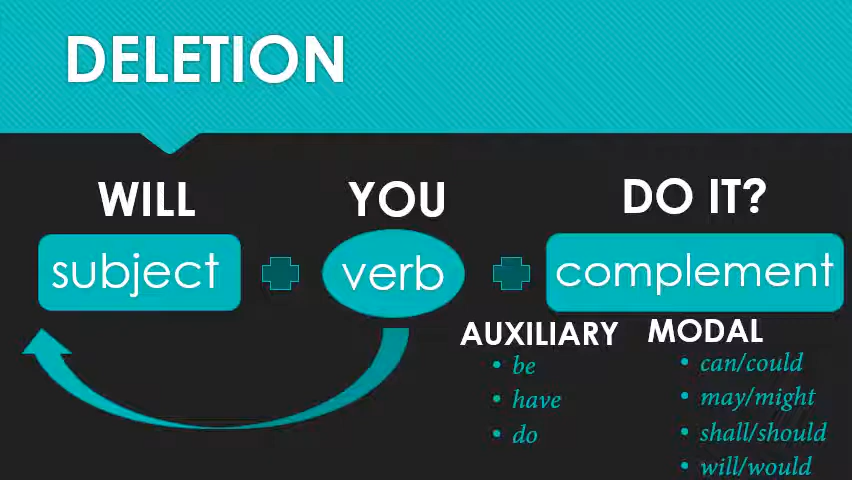 DELETION
WILL YOU DO IT?
subject verb complement
AUXILIARY MODAL
• be
• have
• do
• can/could
• may/might
• shall/should
• will/would